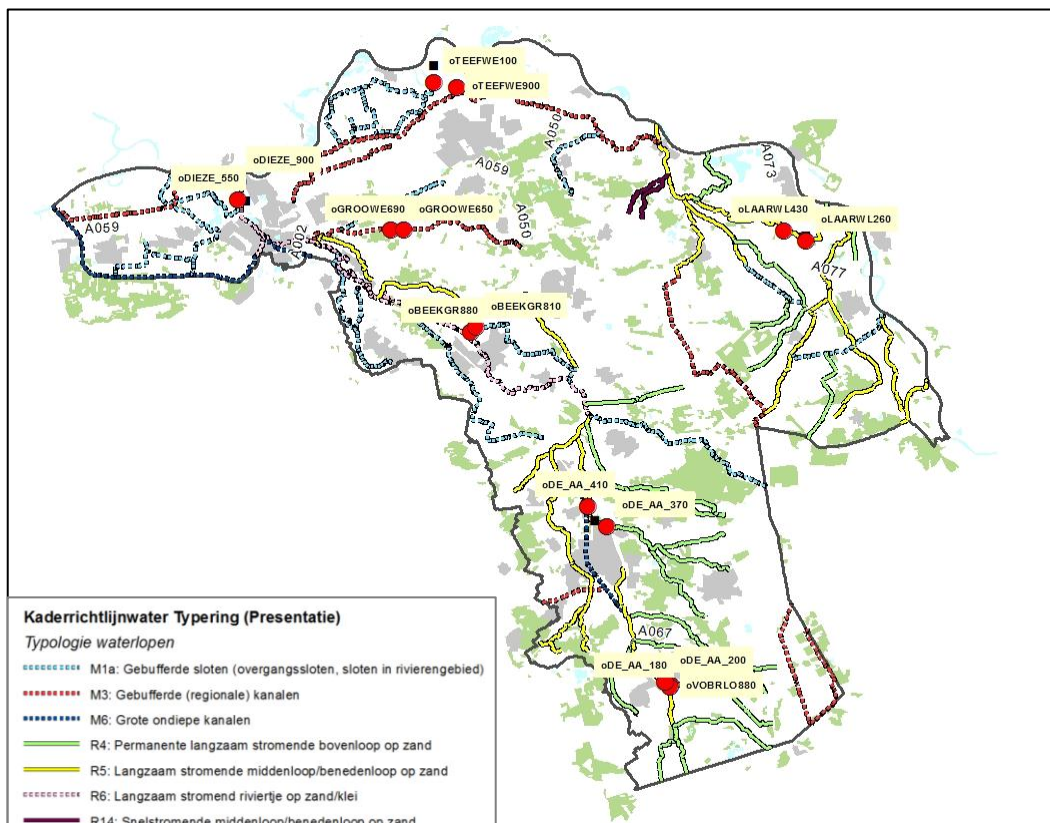 oTEEFWE100
oTEEFWE900
A050
A059
A073
oDIEZE_900
oDIEZE_550
oGROOWE690
oGROOWE650
oLAARWL430
oLAARWL260
A059
A002
A050
A077
oBEEKGR880
oBEEKGR810
oDE_AA_410
oDE_AA_370
A067
oDE_AA_180
oDE_AA_200
oVOBRLO880
Kaderrichtlijnwater Typering (Presentatie)
Typologie waterlopen
M1a: Gebufferde sloten (overgangssloten, sloten in rivierengebied)
M3: Gebufferde (regionale) kanalen
M6: Grote ondiepe kanalen
R4: Permanente langzaam stromende bovenloop op zand
R5: Langzaam stromende middenloop/benedenloop op zand
R6: Langzaam stromend riviertje op zand/klei
R14: Snelstromende middenloop/benedenloop op zand